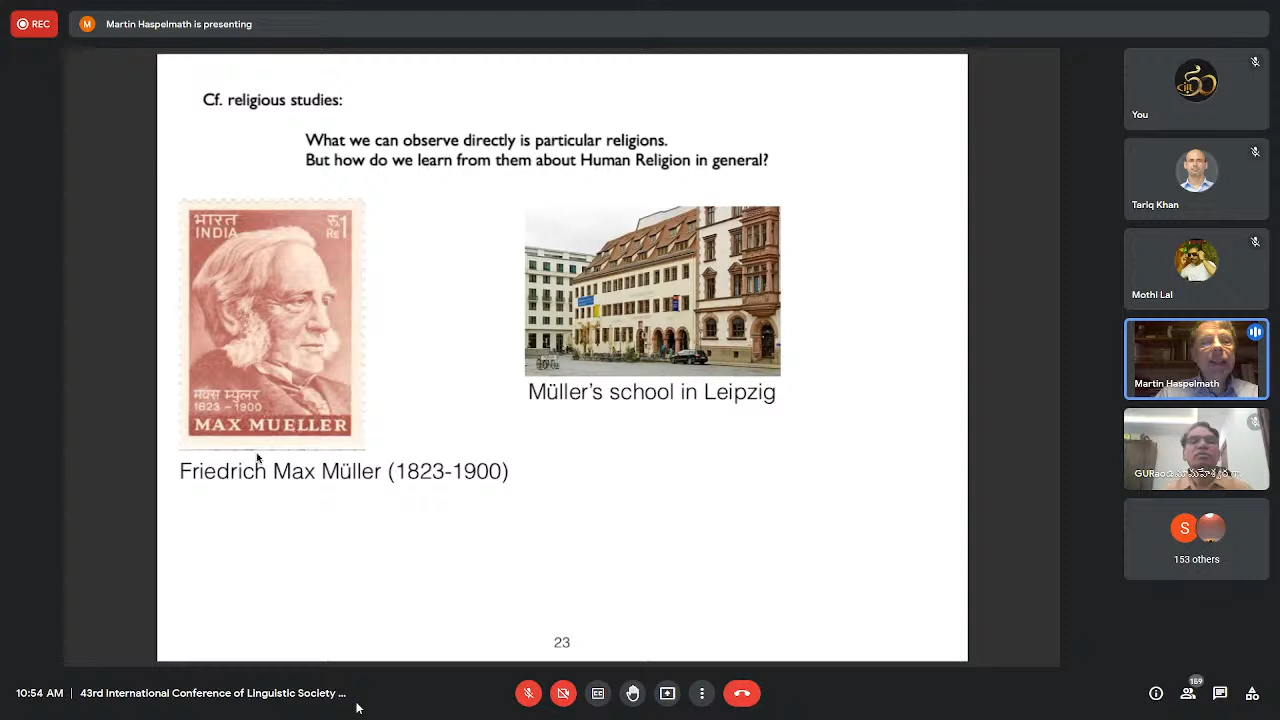 REC
M
Martin Haspelmath is presenting
Cf. religious studies:
What we can observe directly is particular religions.
But how do we learn from them about Human Religion in general?
भारत
INDIA
रु.1
Rs
मैक्स म्यूलर
1823 - 1900
MAX MUELLER
Friedrich Max Müller (1823-1900)
Müller's school in Leipzig
23
You
Tariq Khan
Mothi Lal
Martin Haspelmath
GURao
S
153 others
10:54 AM | 43rd International Conference of Linguistic Society ...
159